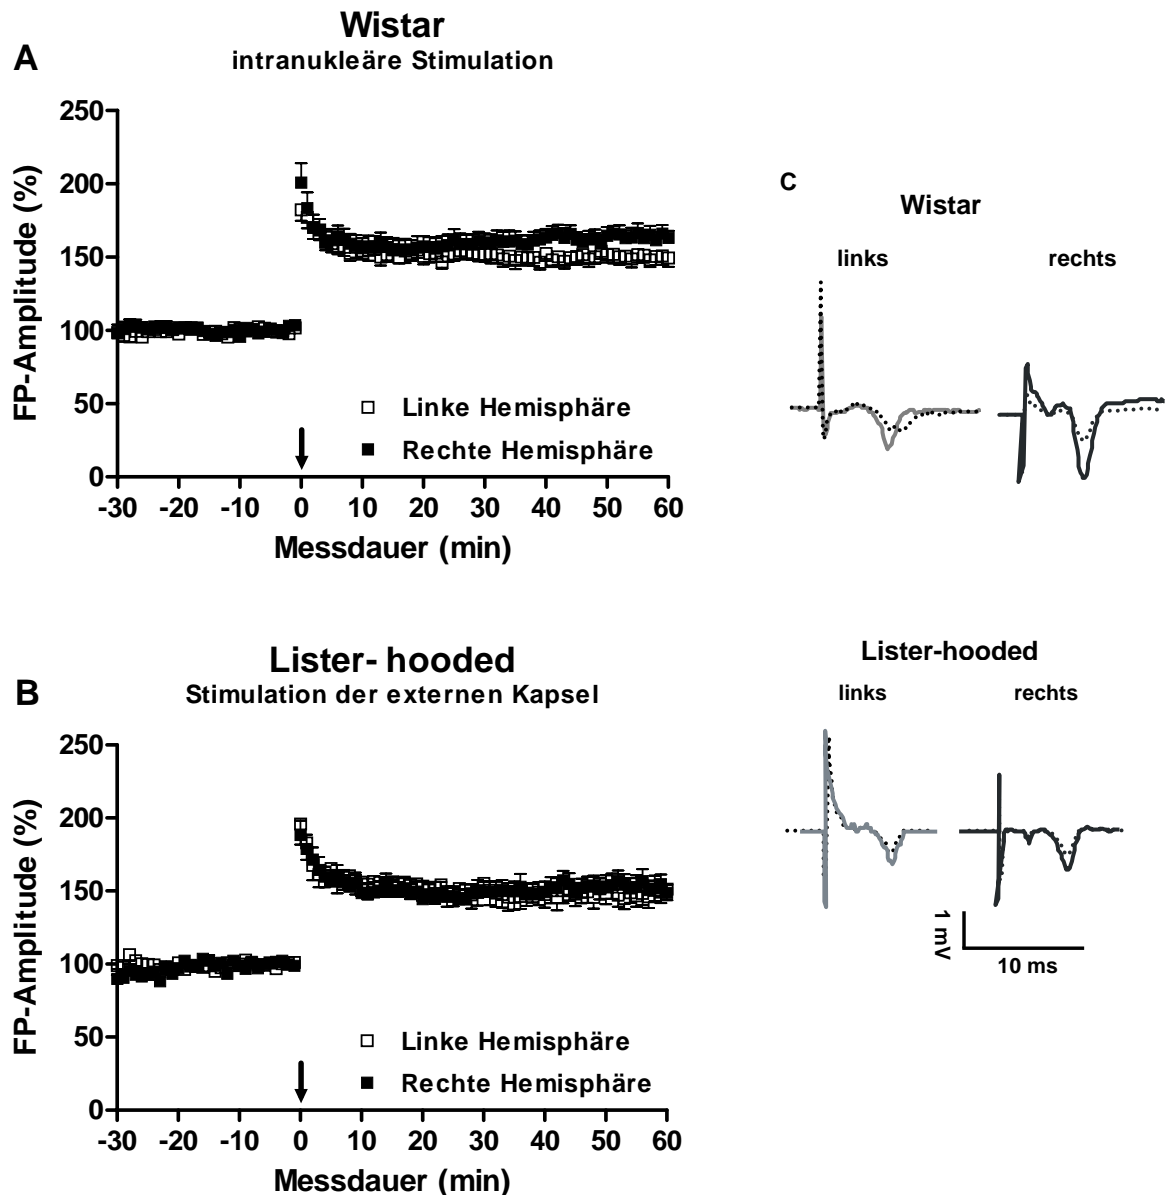 Wistar
A
intranukleäre Stimulation
250
200
150
100
50
0
FP-Amplitude (%)
Linke Hemisphäre
Rechte Hemisphäre
-30 -20 -10 0 10 20 30 40 50 60
Messdauer (min)
C
Wistar
links rechts
Lister- hooded
B
Stimulation der externen Kapsel
250
200
150
100
50
0
FP-Amplitude (%)
Linke Hemisphäre
Rechte Hemisphäre
-30 -20 -10 0 10 20 30 40 50 60
Messdauer (min)
Lister-hooded
links rechts
1 mV
10 ms